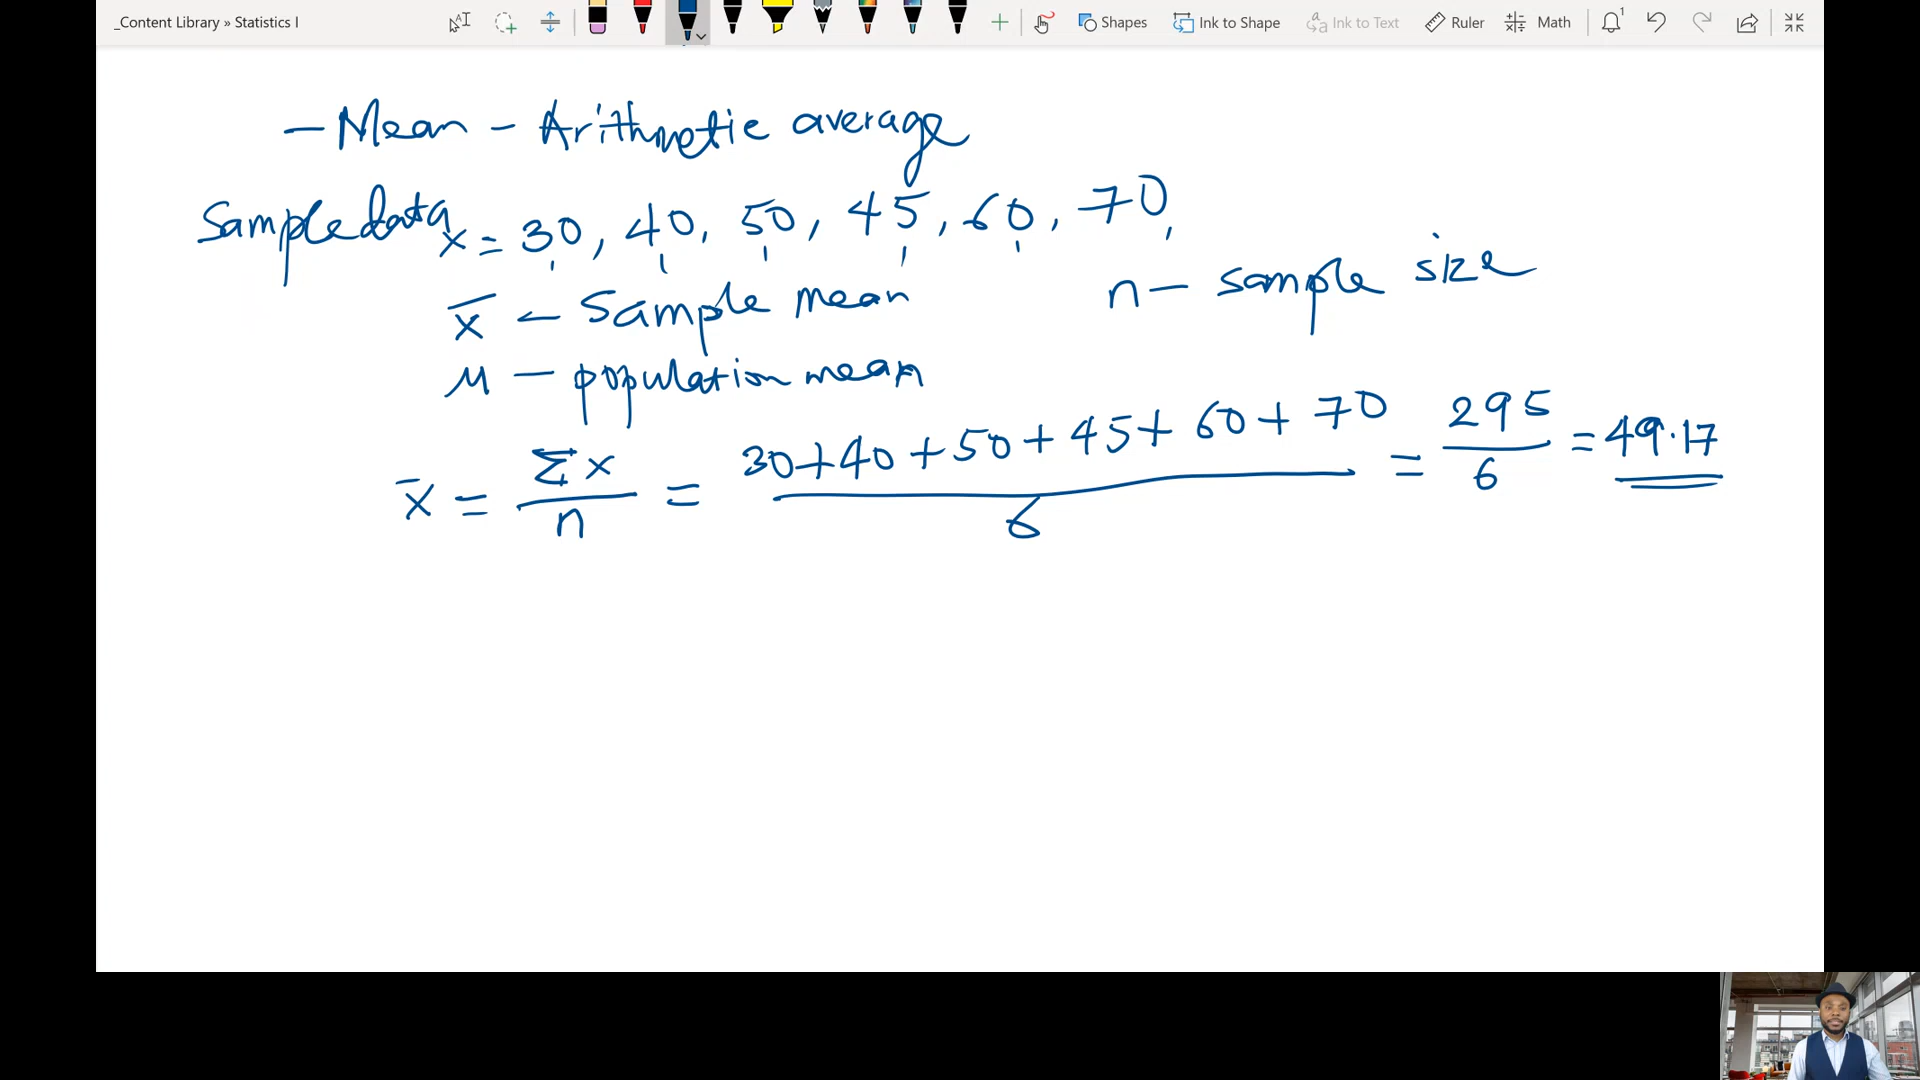 _Content Library » Statistics I
Shapes Ink to Shape Ink to Text Ruler Math 1
– Mean – Arithmetic average
Sample data x = 30, 40, 50, 45, 60, 70
x̄ – Sample mean
n – sample size
μ – population mean
x̄ = Σx/n = (30+40+50+45+60+70)/6 = 295/6 = 49.17